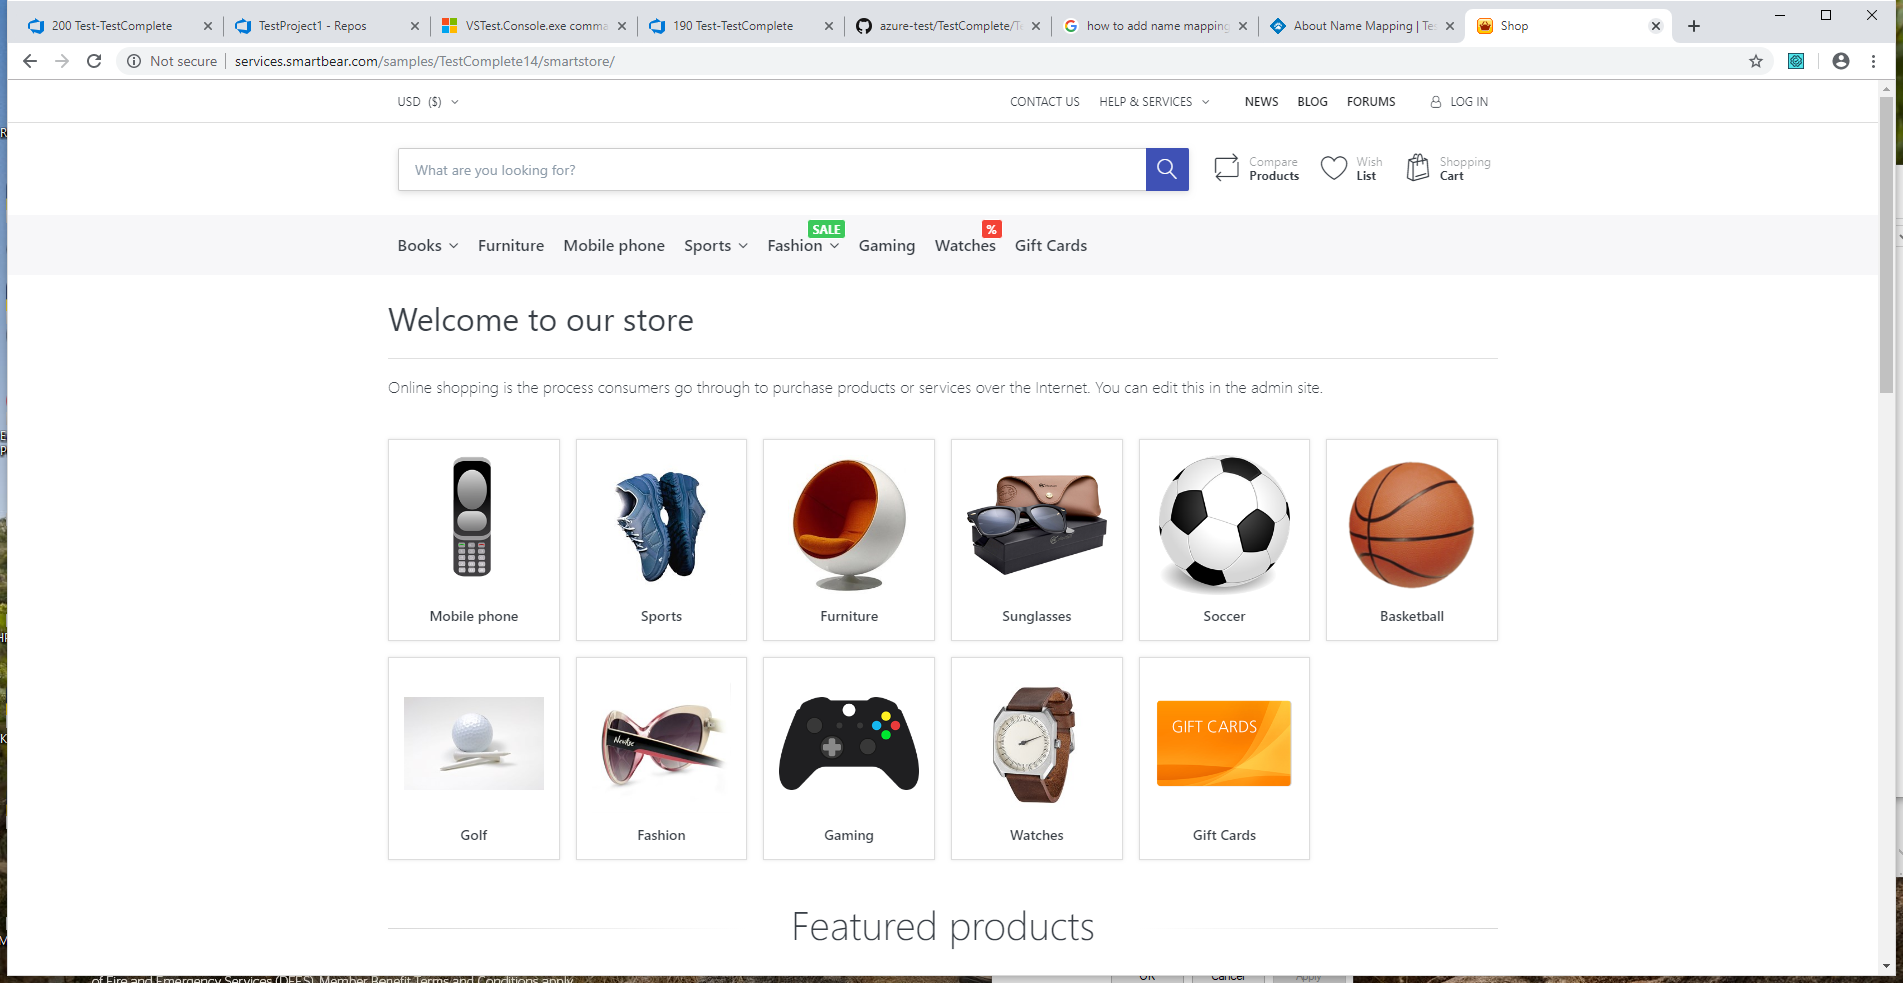 200 Test-TestComplete
TestProject1 - Repos
VSTest.Console.exe comma
190 Test-TestComplete
azure-test/TestComplete/Te
how to add name mapping
About Name Mapping | Tes
Shop
Not secure
services.smartbear.com/samples/TestComplete14/smartstore/
USD ($)
CONTACT US
HELP & SERVICES
NEWS
BLOG
FORUMS
LOG IN
What are you looking for?
Compare
Products
Wish
List
Shopping
Cart
SALE
%
Books
Furniture
Mobile phone
Sports
Fashion
Gaming
Watches
Gift Cards
Welcome to our store
Online shopping is the process consumers go through to purchase products or services over the Internet. You can edit this in the admin site.
Mobile phone
Sports
Furniture
Sunglasses
Soccer
Basketball
GIFT CARDS
Golf
Fashion
Gaming
Watches
Gift Cards
Featured products
of Fire and Emergency Services (DFES). Member Benefit Terms and Conditions apply
OK
Cancel
Apply